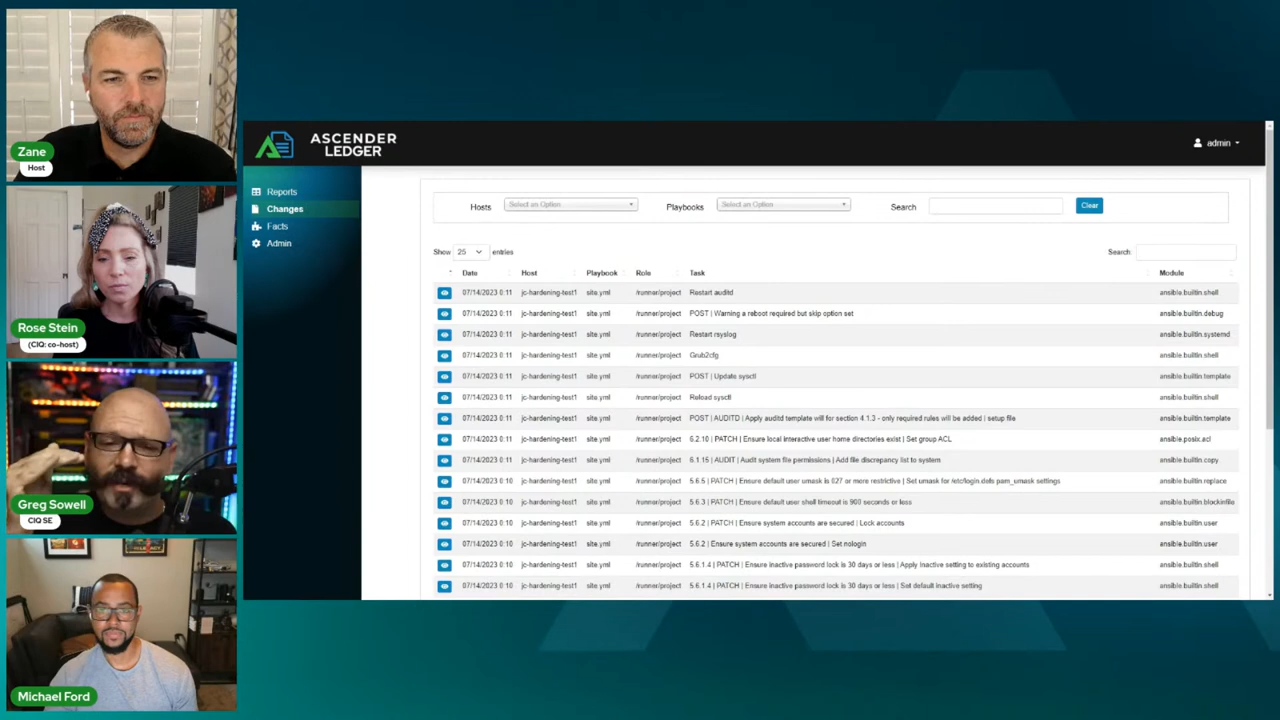 Zane
Host
Rose Stein
(CIQ: co-host)
Greg Sowell
CIQ SE
Michael Ford
ASCENDER
LEDGER
admin
Reports
Changes
Facts
Admin
Hosts Select an Option Playbooks Select an Option Search Clear
Show 25 entries Search:
Date Host Playbook Role Task Module
07/14/2023 0:11 jc-hardening-test1 site.yml /runner/project Restart auditd ansible.builtin.shell
07/14/2023 0:11 jc-hardening-test1 site.yml /runner/project POST | Warning a reboot required but skip option set ansible.builtin.debug
07/14/2023 0:11 jc-hardening-test1 site.yml /runner/project Restart rsyslog ansible.builtin.systemd
07/14/2023 0:11 jc-hardening-test1 site.yml /runner/project Grub2cfg ansible.builtin.shell
07/14/2023 0:11 jc-hardening-test1 site.yml /runner/project POST | Update sysctl ansible.builtin.template
07/14/2023 0:11 jc-hardening-test1 site.yml /runner/project Reload sysctl ansible.builtin.shell
07/14/2023 0:11 jc-hardening-test1 site.yml /runner/project POST | AUDITD | Apply auditd template will for section 4.1.3 - only required rules will be added | setup file ansible.builtin.template
07/14/2023 0:11 jc-hardening-test1 site.yml /runner/project 6.2.10 | PATCH | Ensure local interactive user home directories exist | Set group ACL ansible.posix.acl
07/14/2023 0:11 jc-hardening-test1 site.yml /runner/project 6.1.15 | AUDIT | Audit system file permissions | Add file discrepancy list to system ansible.builtin.copy
07/14/2023 0:11 jc-hardening-test1 site.yml /runner/project 5.6.5 | PATCH | Ensure default user umask is 027 or more restrictive | Set umask for /etc/login.defs pam_umask settings ansible.builtin.replace
07/14/2023 0:11 jc-hardening-test1 site.yml /runner/project 5.6.3 | PATCH | Ensure default user shell timeout is 900 seconds or less ansible.builtin.blockinfile
07/14/2023 0:10 jc-hardening-test1 site.yml /runner/project 5.6.2 | PATCH | Ensure system accounts are secured | Lock accounts ansible.builtin.user
07/14/2023 0:10 jc-hardening-test1 site.yml /runner/project 5.6.2 | Ensure system accounts are secured | Set nologin ansible.builtin.user
07/14/2023 0:10 jc-hardening-test1 site.yml /runner/project 5.6.1.4 | PATCH | Ensure inactive password lock is 30 days or less | Apply Inactive setting to existing accounts ansible.builtin.shell
07/14/2023 0:10 jc-hardening-test1 site.yml /runner/project 5.6.1.4 | PATCH | Ensure inactive password lock is 30 days or less | Set default inactive setting ansible.builtin.shell